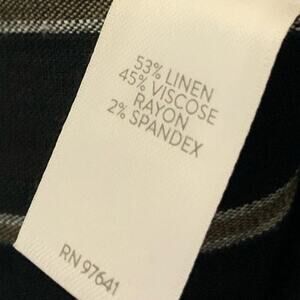 53% LINEN
45% VISCOSE
RAYON
2% SPANDEX
RN 97641